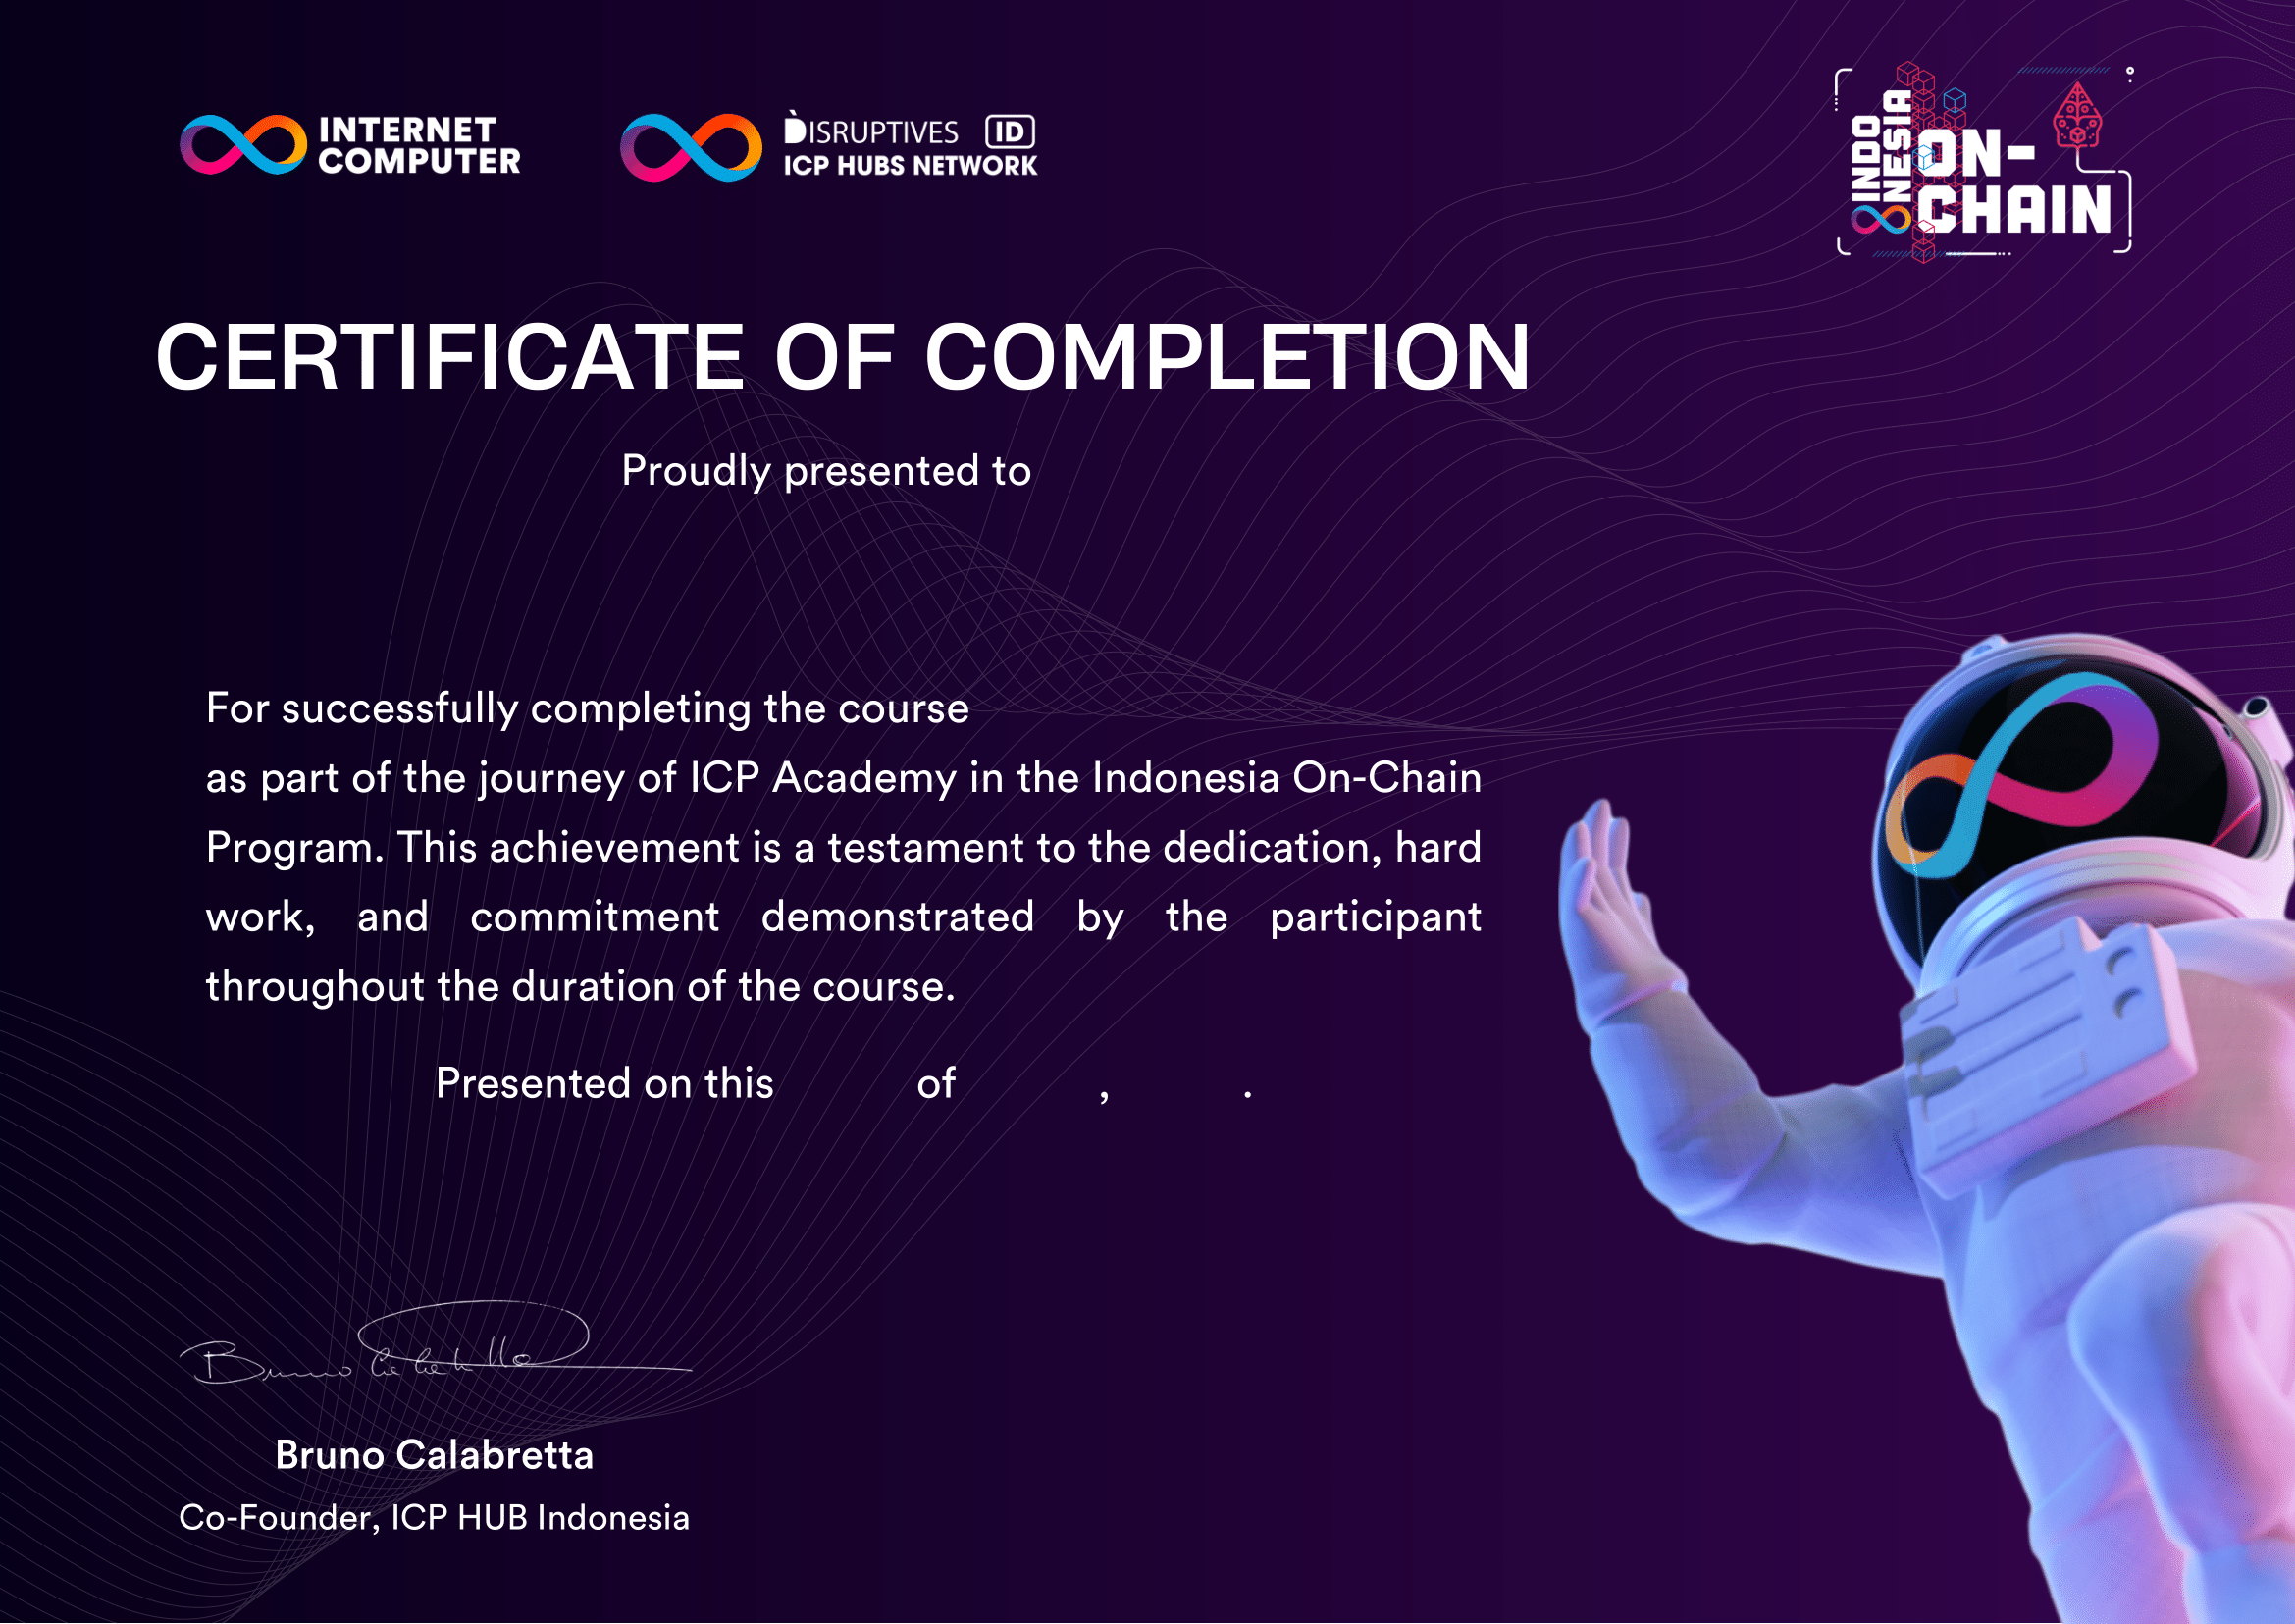 INTERNET
COMPUTER
DISRUPTIVES ID
ICP HUBS NETWORK
INDO
NESIA
ON-
CHAIN
CERTIFICATE OF COMPLETION
Proudly presented to
For successfully completing the course
as part of the journey of ICP Academy in the Indonesia On-Chain
Program. This achievement is a testament to the dedication, hard
work, and commitment demonstrated by the participant
throughout the duration of the course.
Presented on this of , .
Bruno Calabretta
Bruno Calabretta
Co-Founder, ICP HUB Indonesia